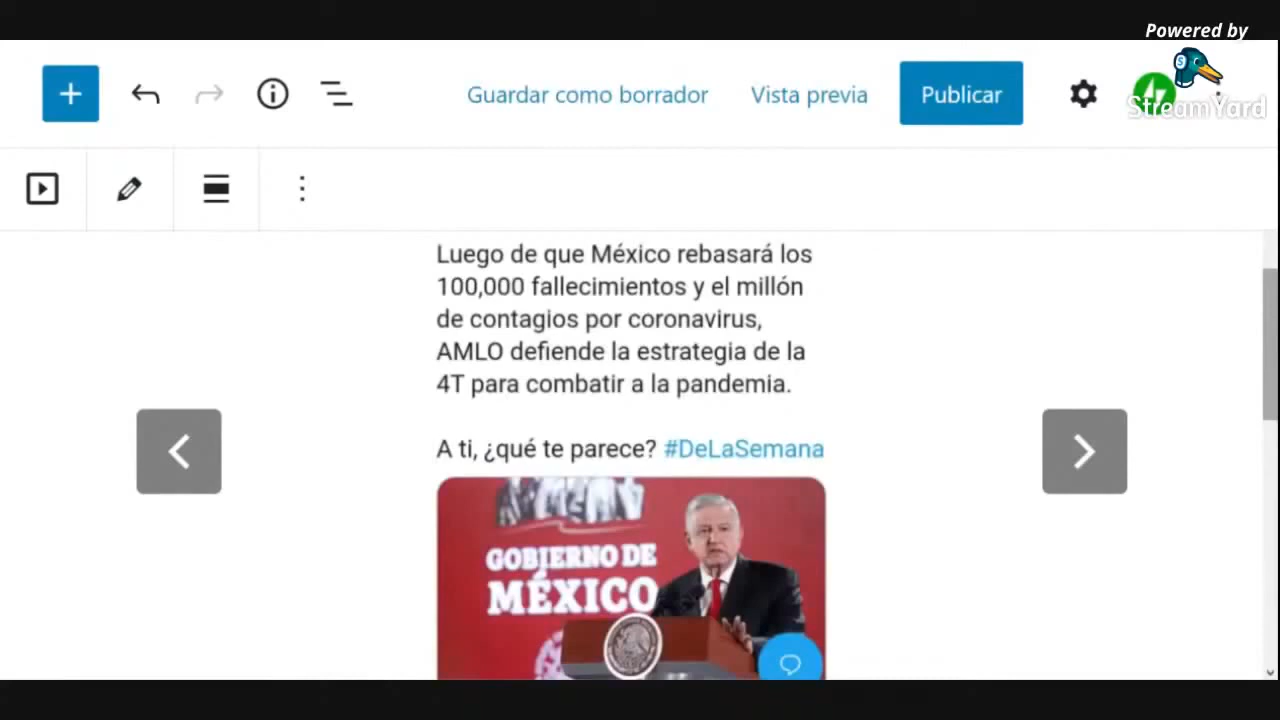 Powered by
StreamYard
Guardar como borrador
Vista previa
Publicar
Luego de que México rebasará los
100,000 fallecimientos y el millón
de contagios por coronavirus,
AMLO defiende la estrategia de la
4T para combatir a la pandemia.
A ti, ¿qué te parece? #DeLaSemana
GOBIERNO DE
MÉXICO